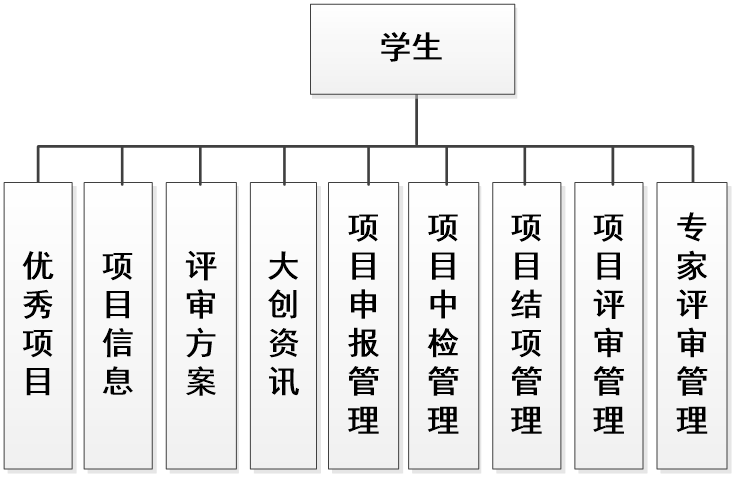 学生
优秀项目
项目信息
评审方案
大创资讯
项目申报管理
项目中检管理
项目结项管理
项目评审管理
专家评审管理